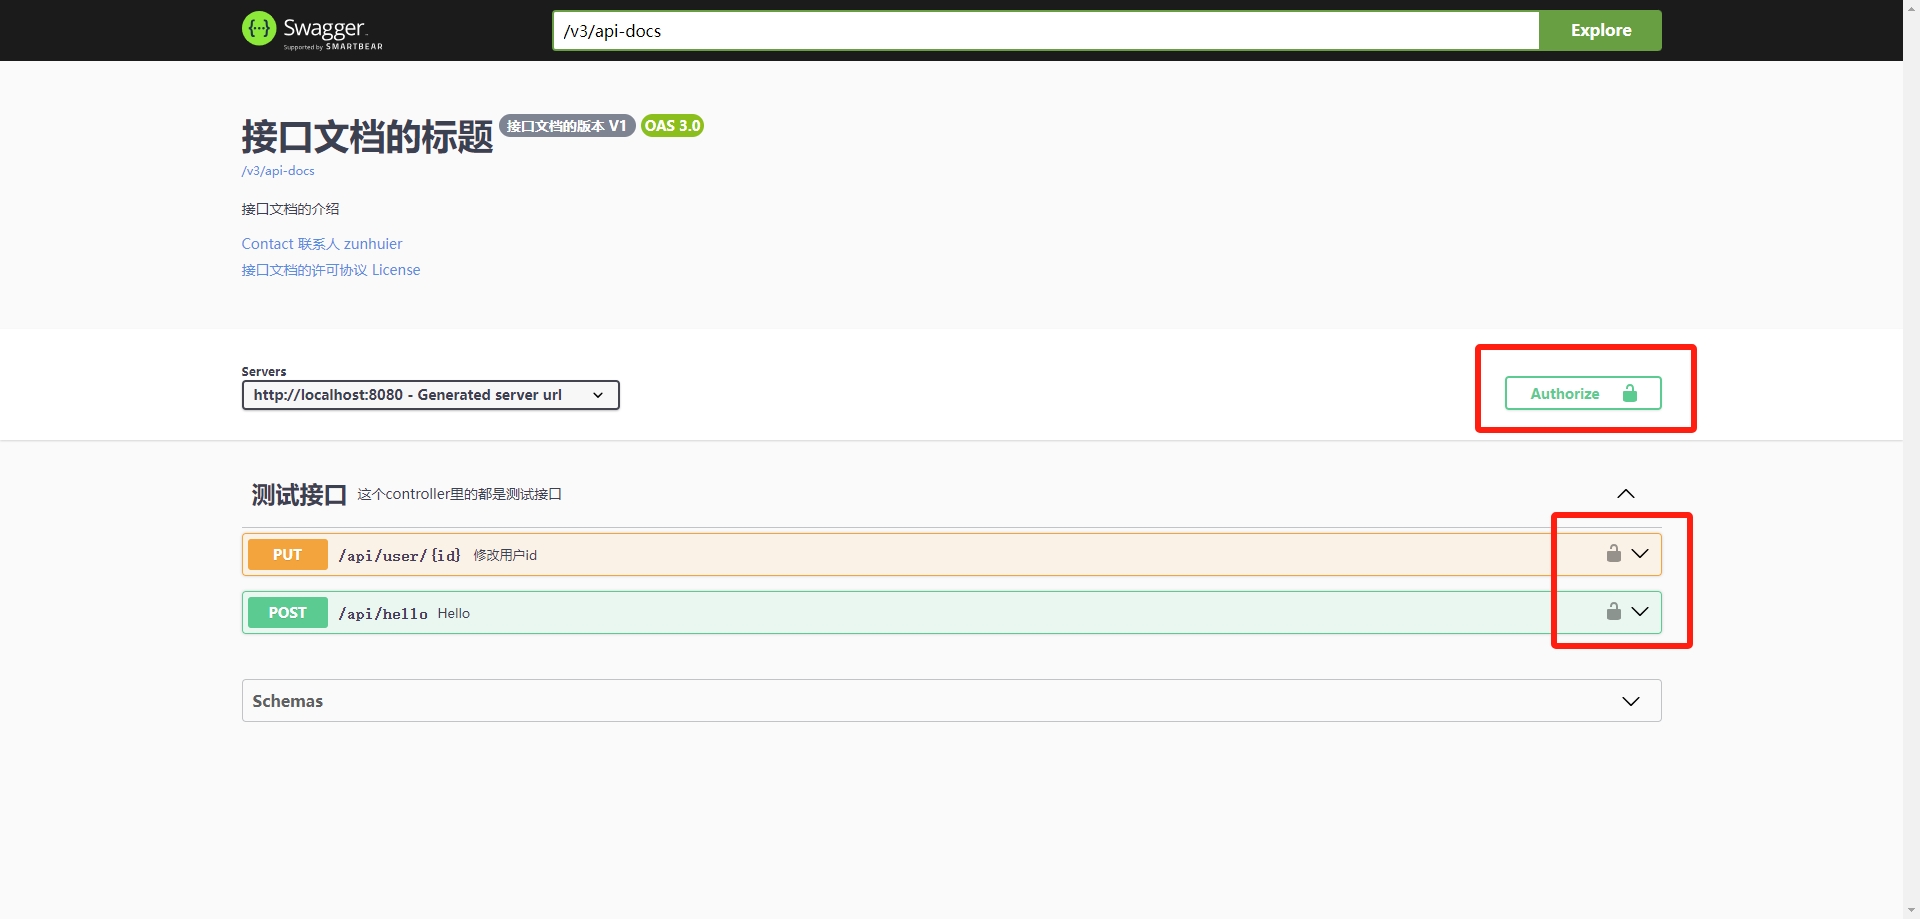 Swagger
Supported by SMARTBEAR
/v3/api-docs
Explore
接口文档的标题 接口文档的版本 V1 OAS 3.0
/v3/api-docs
接口文档的介绍
Contact 联系人 zunhuier
接口文档的许可协议 License
Servers
http://localhost:8080 - Generated server url
Authorize
测试接口 这个controller里的都是测试接口
PUT /api/user/{id} 修改用户id
POST /api/hello Hello
Schemas